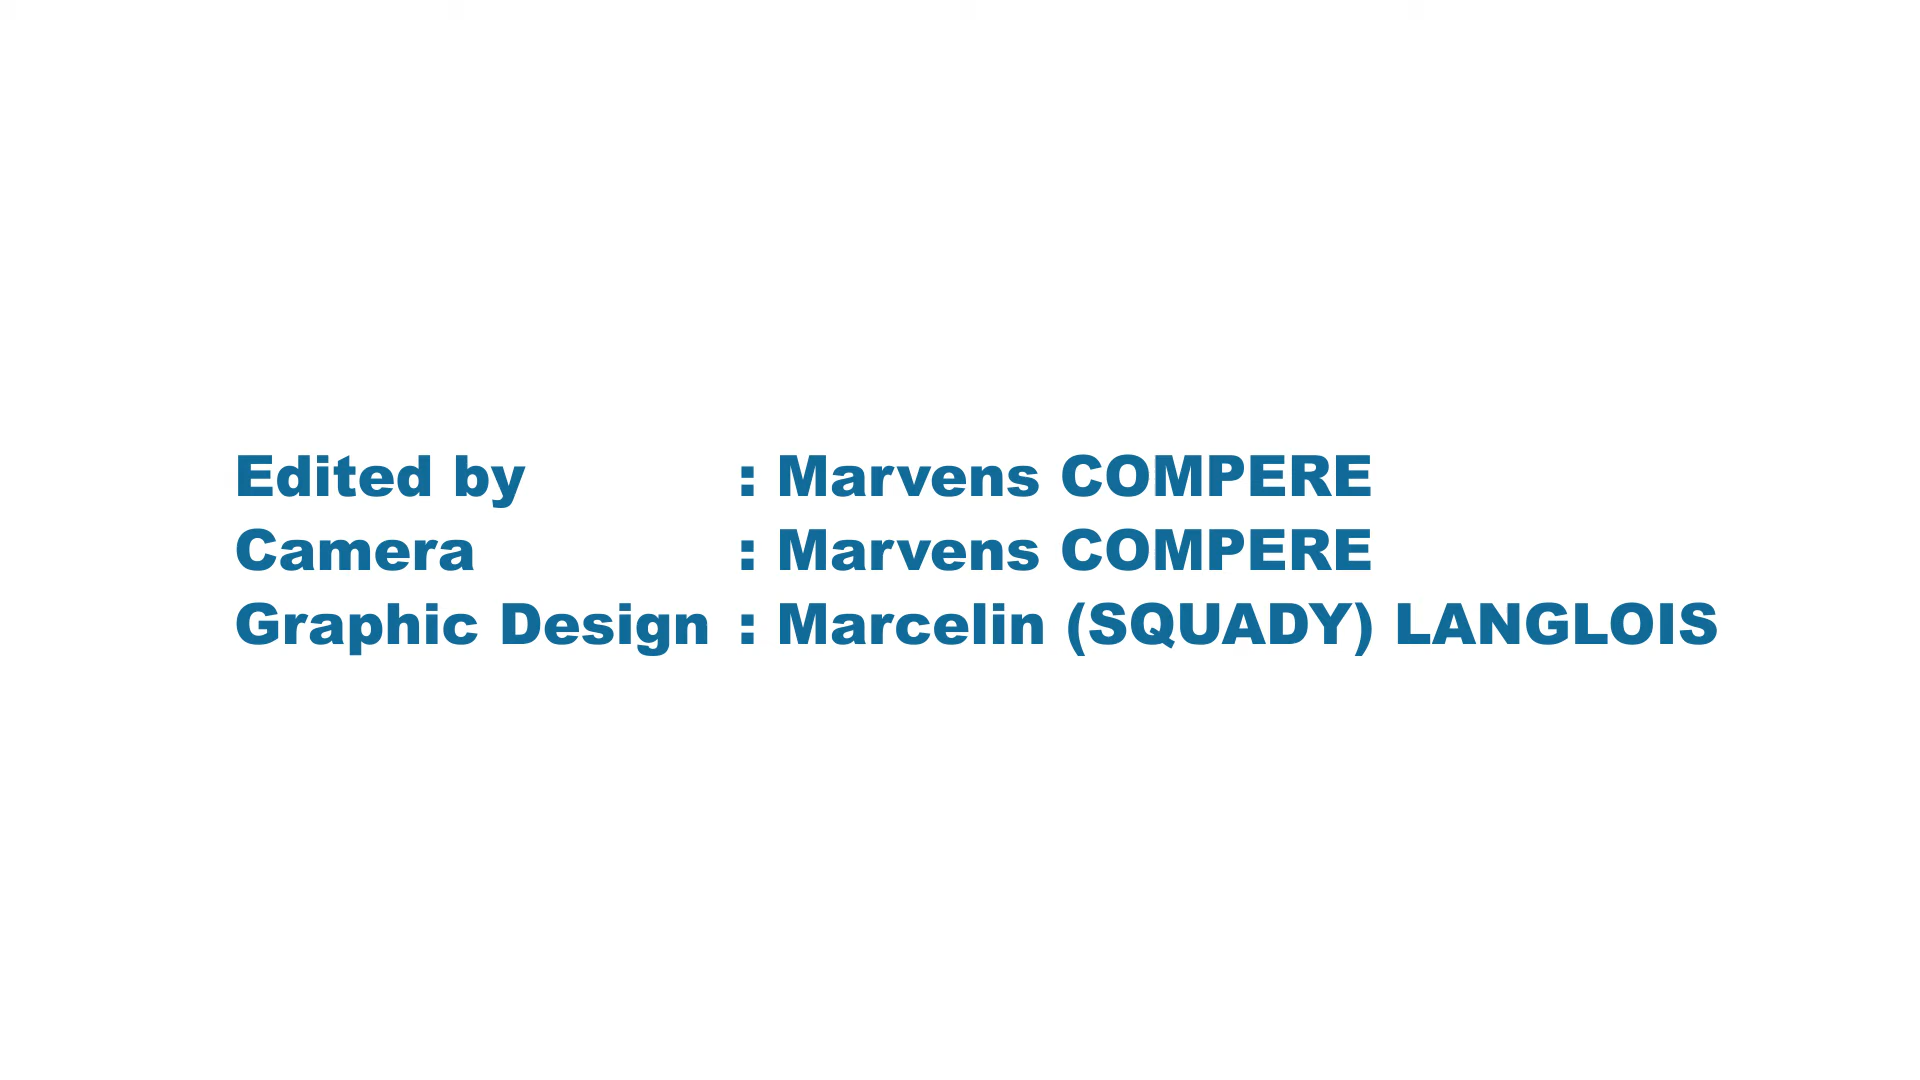 Edited by : Marvens COMPERE
Camera : Marvens COMPERE
Graphic Design : Marcelin (SQUADY) LANGLOIS